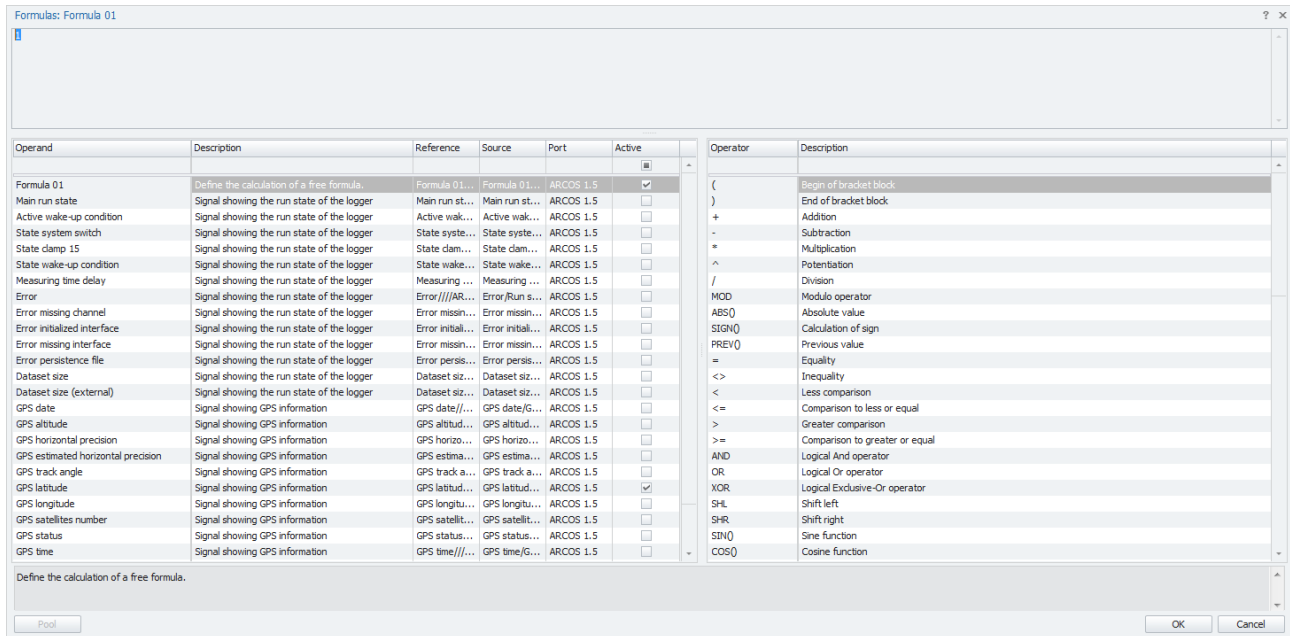 Formulas: Formula 01 ? ×
1
Operand Description Reference Source Port Active
Formula 01 Define the calculation of a free formula. Formula 01... Formula 01... ARCOS 1.5
Main run state Signal showing the run state of the logger Main run st... Main run st... ARCOS 1.5
Active wake-up condition Signal showing the run state of the logger Active wak... Active wak... ARCOS 1.5
State system switch Signal showing the run state of the logger State syste... State syste... ARCOS 1.5
State clamp 15 Signal showing the run state of the logger State clam... State clam... ARCOS 1.5
State wake-up condition Signal showing the run state of the logger State wake... State wake... ARCOS 1.5
Measuring time delay Signal showing the run state of the logger Measuring ... Measuring ... ARCOS 1.5
Error Signal showing the run state of the logger Error////AR... Error/Run s... ARCOS 1.5
Error missing channel Signal showing the run state of the logger Error missin... Error missin... ARCOS 1.5
Error initialized interface Signal showing the run state of the logger Error initiali... Error initiali... ARCOS 1.5
Error missing interface Signal showing the run state of the logger Error missin... Error missin... ARCOS 1.5
Error persistence file Signal showing the run state of the logger Error persis... Error persis... ARCOS 1.5
Dataset size Signal showing the run state of the logger Dataset siz... Dataset siz... ARCOS 1.5
Dataset size (external) Signal showing the run state of the logger Dataset siz... Dataset siz... ARCOS 1.5
GPS date Signal showing GPS information GPS date//... GPS date/G... ARCOS 1.5
GPS altitude Signal showing GPS information GPS altitud... GPS altitud... ARCOS 1.5
GPS horizontal precision Signal showing GPS information GPS horizo... GPS horizo... ARCOS 1.5
GPS estimated horizontal precision Signal showing GPS information GPS estima... GPS estima... ARCOS 1.5
GPS track angle Signal showing GPS information GPS track a... GPS track a... ARCOS 1.5
GPS latitude Signal showing GPS information GPS latitud... GPS latitud... ARCOS 1.5
GPS longitude Signal showing GPS information GPS longitu... GPS longitu... ARCOS 1.5
GPS satellites number Signal showing GPS information GPS satellit... GPS satellit... ARCOS 1.5
GPS status Signal showing GPS information GPS status... GPS status... ARCOS 1.5
GPS time Signal showing GPS information GPS time///... GPS time/G... ARCOS 1.5
Operator Description
( Begin of bracket block
) End of bracket block
+ Addition
- Subtraction
* Multiplication
^ Potentiation
/ Division
MOD Modulo operator
ABS() Absolute value
SIGN() Calculation of sign
PREV() Previous value
= Equality
<> Inequality
< Less comparison
<= Comparison to less or equal
> Greater comparison
>= Comparison to greater or equal
AND Logical And operator
OR Logical Or operator
XOR Logical Exclusive-Or operator
SHL Shift left
SHR Shift right
SIN() Sine function
COS() Cosine function
Define the calculation of a free formula.
Pool OK Cancel